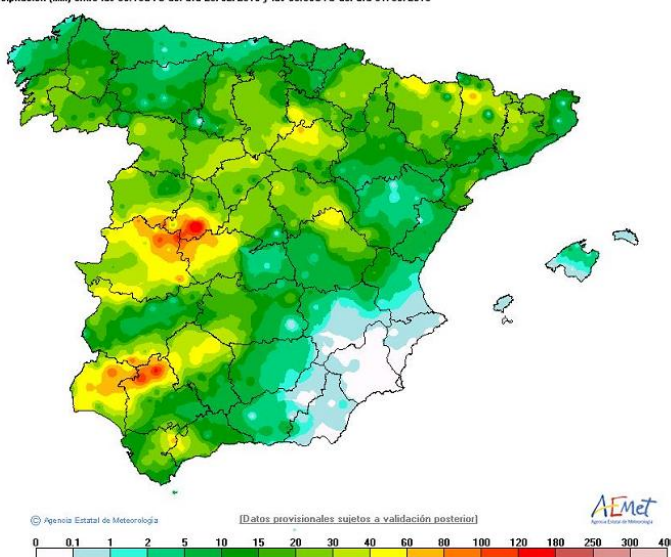 © Agencia Estatal de Meteorología
[Datos provisionales sujetos a validación posterior]
AEMet
Agencia Estatal de Meteorología
0 0.1 1 2 5 10 15 20 30 40 60 80 100 120 180 250 300 400